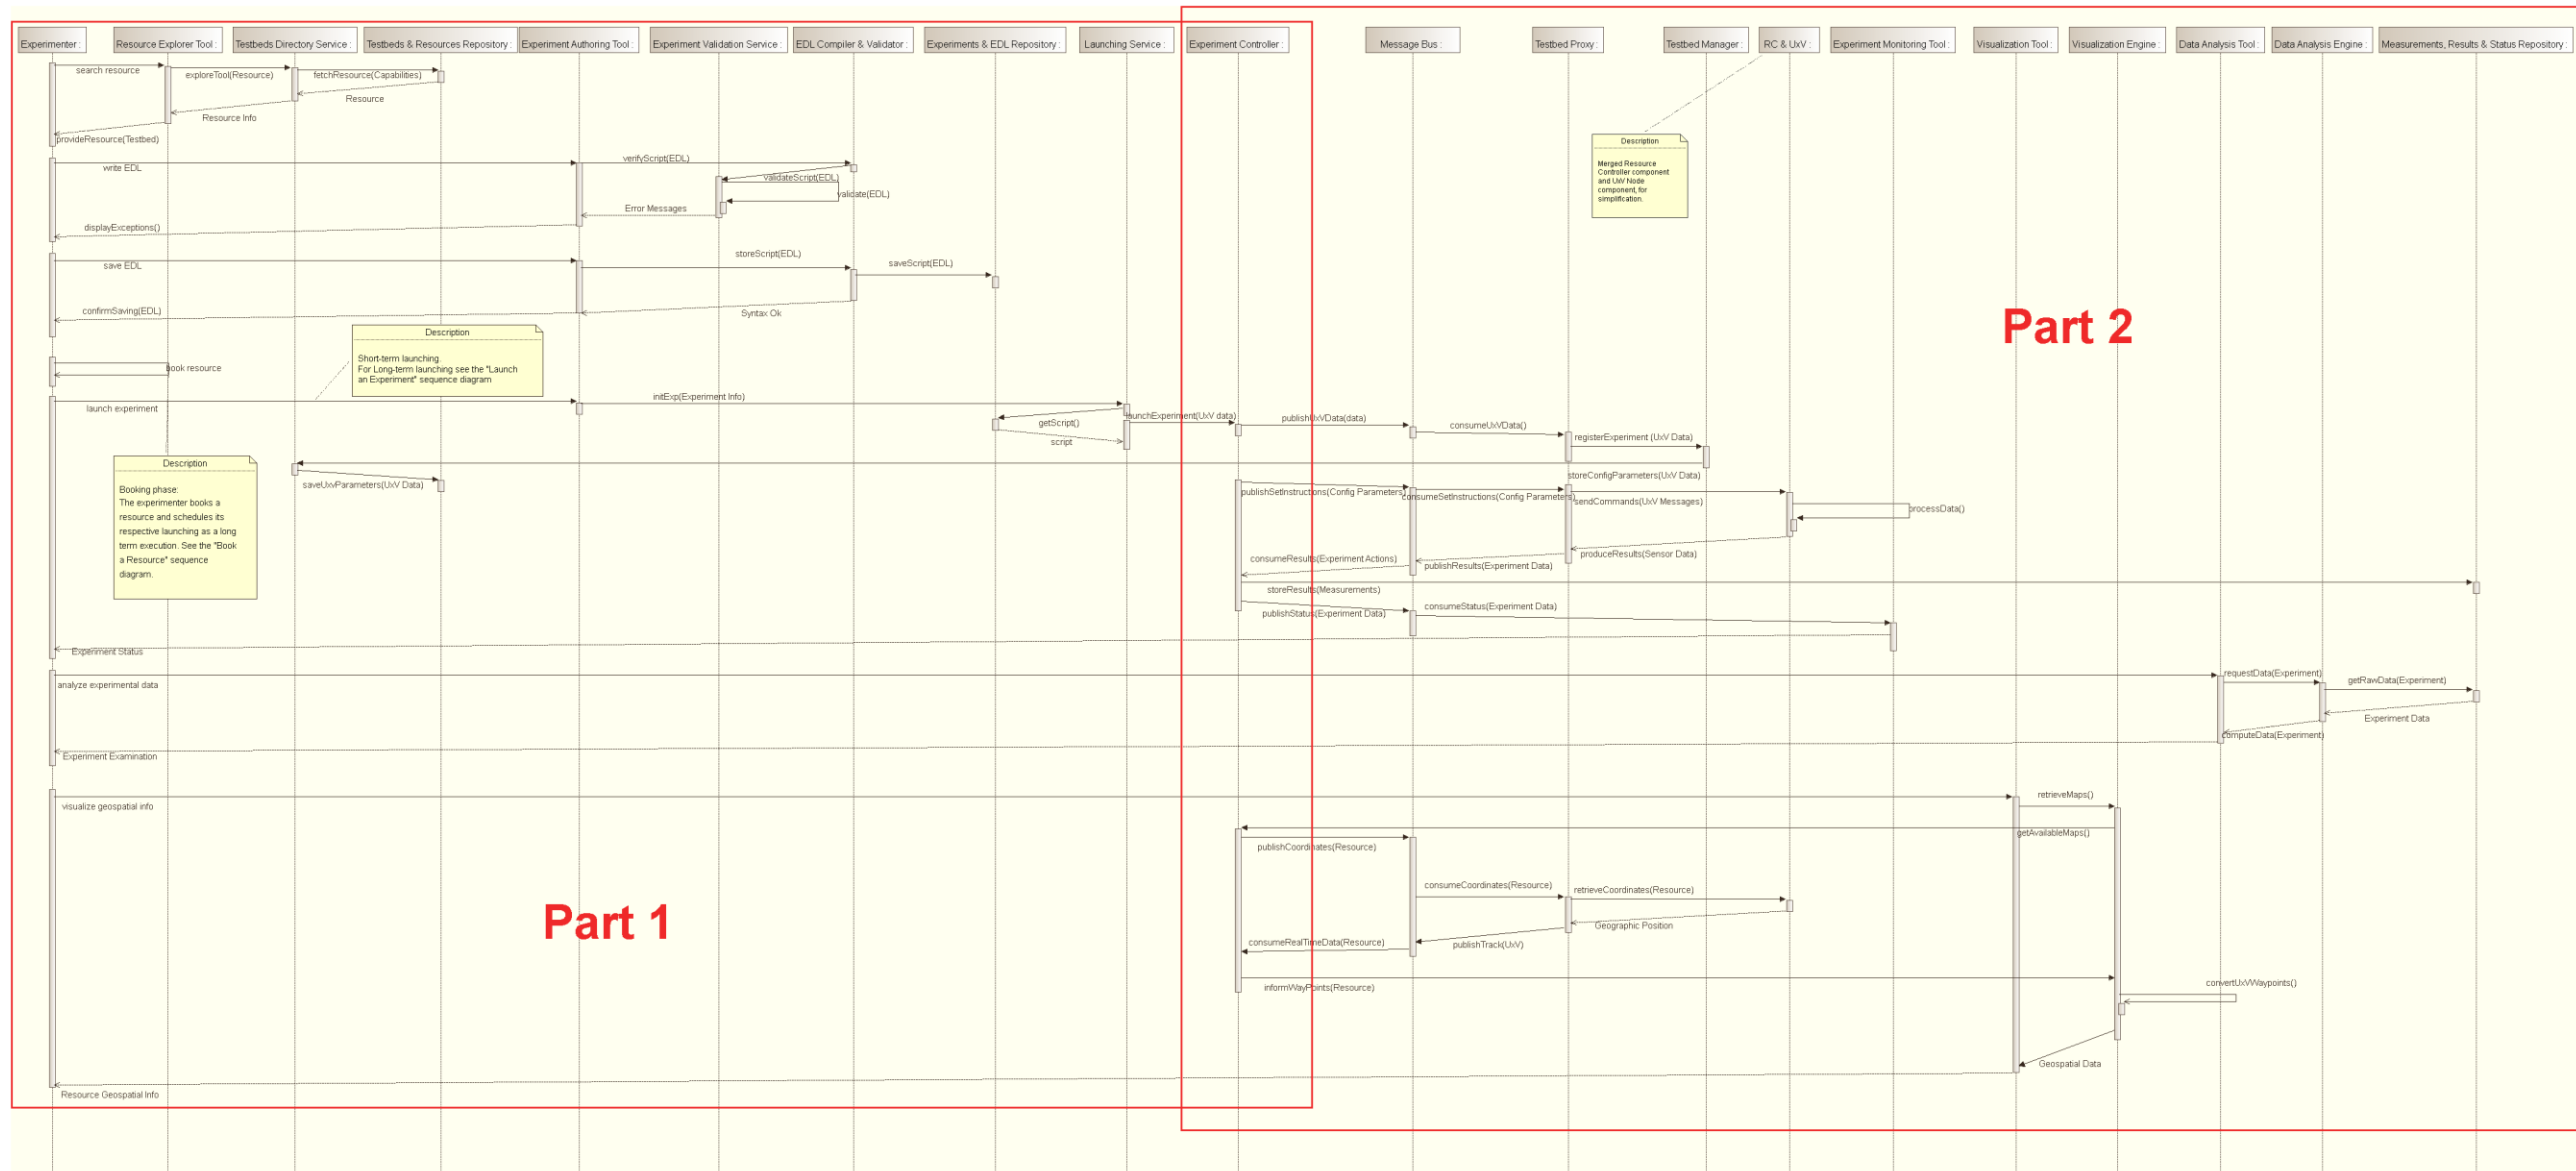 Experimenter :
Resource Explorer Tool :
Testbeds Directory Service :
Testbeds & Resources Repository :
Experiment Authoring Tool :
Experiment Validation Service :
EDL Compiler & Validator :
Experiments & EDL Repository :
Launching Service :
Experiment Controller :
Message Bus :
Testbed Proxy :
Testbed Manager :
RC & UxV :
Experiment Monitoring Tool :
Visualization Tool :
Visualization Engine :
Data Analysis Tool :
Data Analysis Engine :
Measurements, Results & Status Repository :
search resource
exploreTool(Resource)
fetchResource(Capabilities)
Resource
Resource Info
provideResource(Testbed)
Description
Merged Resource
Controller component
and UxV Node
component, for
simplification.
write EDL
verifyScript(EDL)
validateScript(EDL)
validate(EDL)
Error Messages
displayExceptions()
save EDL
storeScript(EDL)
saveScript(EDL)
confirmSaving(EDL)
Syntax Ok
Part 2
Description
Short-term launching.
For Long-term launching see the "Launch
an Experiment" sequence diagram
book resource
launch experiment
initExp(Experiment Info)
getScript()
script
launchExperiment(UxV data)
publishUxVData(data)
consumeUxVData()
registerExperiment (UxV Data)
Description
Booking phase:
The experimenter books a
resource and schedules its
respective launching as a long
term execution. See the "Book
a Resource" sequence
diagram.
saveUxvParameters(UxV Data)
storeConfigParameters(UxV Data)
publishSetInstructions(Config Parameters)
consumeSetInstructions(Config Parameters)
sendCommands(UxV Messages)
processData()
produceResults(Sensor Data)
publishResults(Experiment Data)
consumeResults(Experiment Actions)
storeResults(Measurements)
publishStatus(Experiment Data)
consumeStatus(Experiment Data)
Experiment Status
analyze experimental data
requestData(Experiment)
getRawData(Experiment)
Experiment Data
computeData(Experiment)
Experiment Examination
visualize geospatial info
retrieveMaps()
getAvailableMaps()
publishCoordinates(Resource)
consumeCoordinates(Resource)
retrieveCoordinates(Resource)
Part 1
Geographic Position
publishTrack(UxV)
consumeRealTimeData(Resource)
informWayPoints(Resource)
convertUxVWaypoints()
Geospatial Data
Resource Geospatial Info